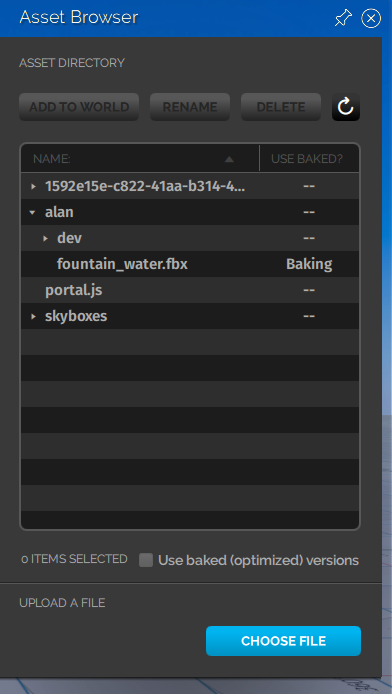 Asset Browser
ASSET DIRECTORY
ADD TO WORLD RENAME DELETE
NAME: USE BAKED?
1592e15e-c822-41aa-b314-4... --
alan --
dev --
fountain_water.fbx Baking
portal.js --
skyboxes --
0 ITEMS SELECTED Use baked (optimized) versions
UPLOAD A FILE
CHOOSE FILE